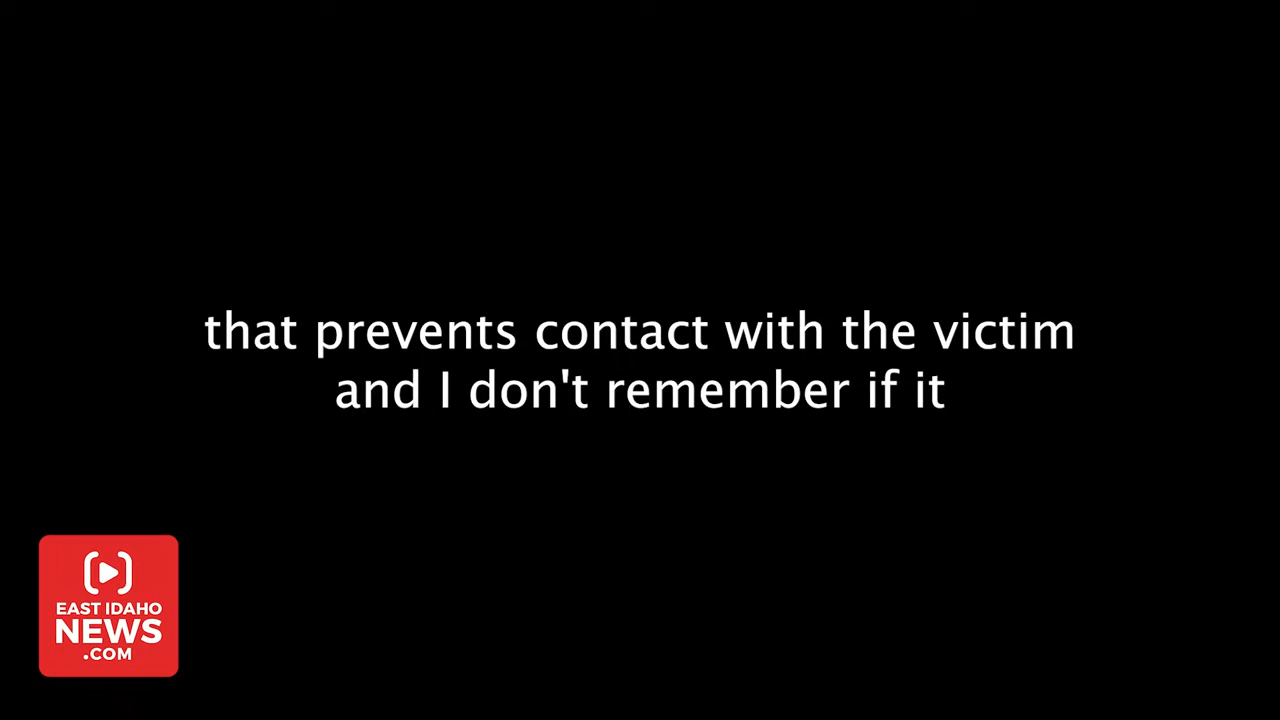 that prevents contact with the victim
and I don't remember if it
EAST IDAHO
NEWS
.COM